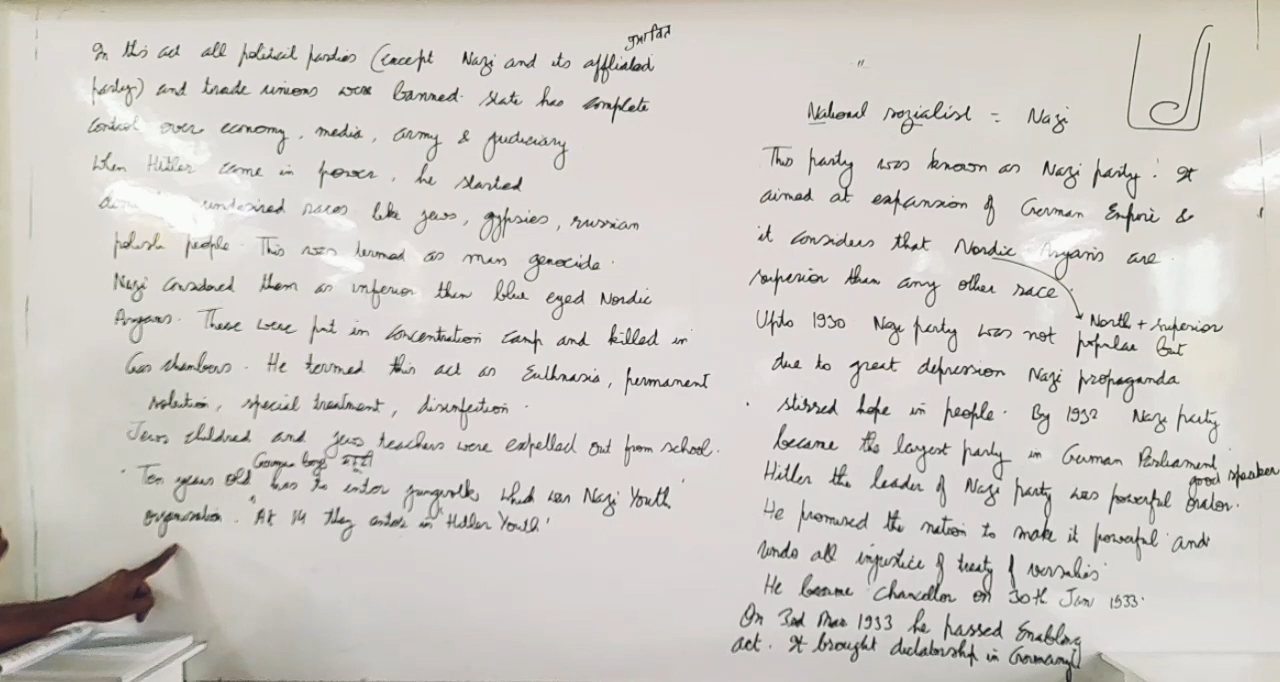 National sozialist = Nazi
This party was known as Nazi party. It
aimed at expansion of German Empire &
it considers that Nordic Aryans are
superior than any other race.
North + superior
Upto 1930 Nazi party was not popular but
due to great depression Nazi propaganda
stirred hope in people. By 1932 Nazi party
became the largest party in German Parliament
good speaker
Hitler the leader of Nazi party was powerful orator.
He promised the nation to make it powerful and
undo all injustice of treaty of versalies
He became Chancellor on 30th Jan 1933.
On 3rd Mar 1933 he passed Enabling
act. It brought dictatorship in Germany
In this act all political parties (except Nazi and its affliated
party) and trade unions were banned. State has complete
control over economy, media, army & judiciary
When Hitler came in power, he started
undesired races like jews, gypsies, russian
polish people. This was termed as mass genocide.
Nazi considered them as inferior then blue eyed Nordic
Aryans. These were put in concentration camp and killed in
Gas chambers. He termed this act as Euthnasia, permanent
solution, special treatment, disinfection.
Jews childred and jews teachers were expelled out from school.
German boys
Ten years old has to enter Jungvolk which was Nazi Youth
organisation. At 14 they enter in 'Hitler Youth'